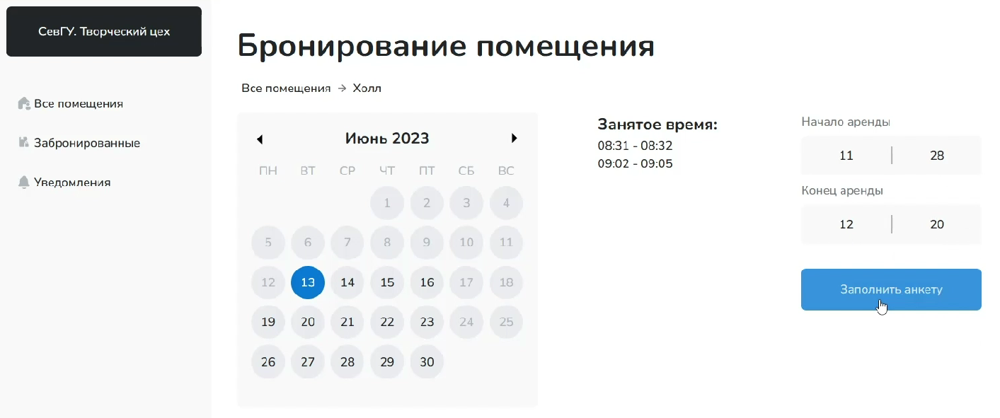 СевГУ. Творческий цех
Все помещения
Забронированные
Уведомления
Бронирование помещения
Все помещения → Холл
Июнь 2023
ПН ВТ СР ЧТ ПТ СБ ВС
1 2 3 4
5 6 7 8 9 10 11
12 13 14 15 16 17 18
19 20 21 22 23 24 25
26 27 28 29 30
Занятое время:
08:31 - 08:32
09:02 - 09:05
Начало аренды
11 | 28
Конец аренды
12 | 20
Заполнить анкету